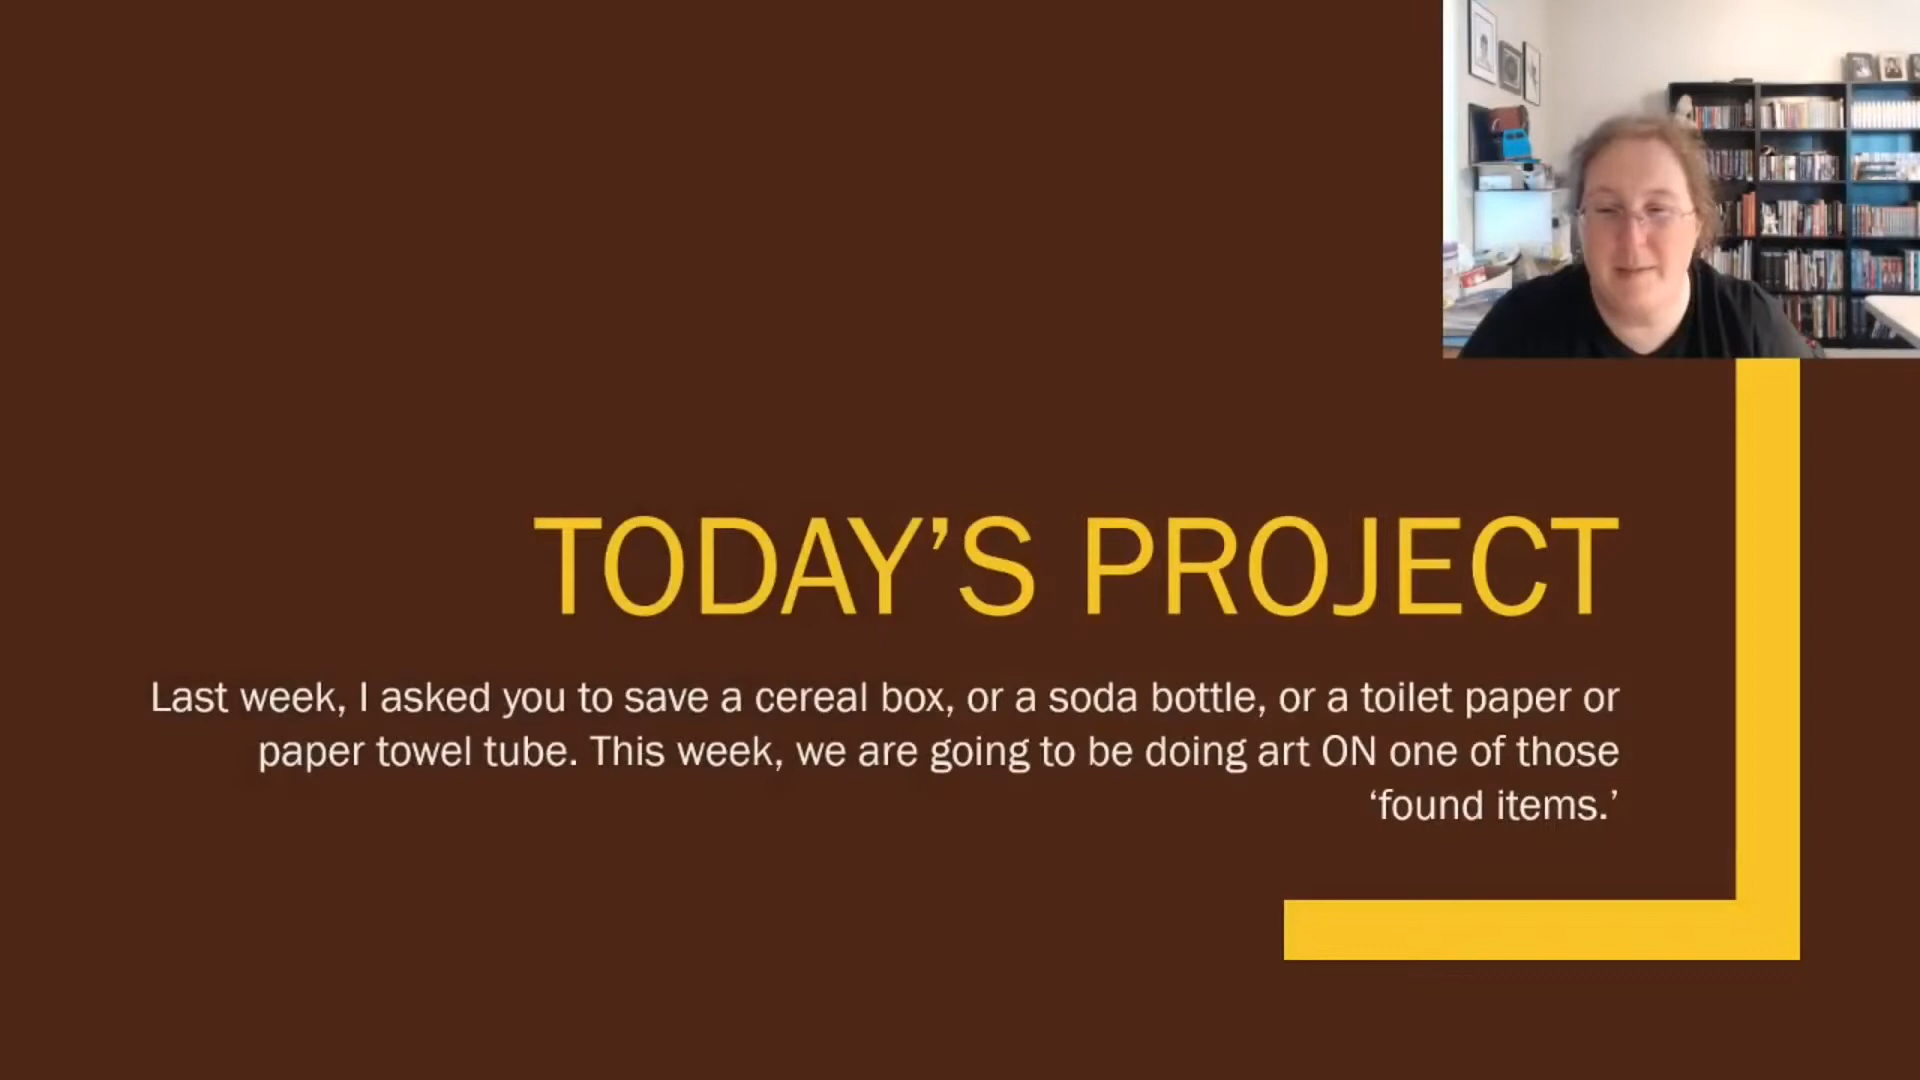 TODAY’S PROJECT
Last week, I asked you to save a cereal box, or a soda bottle, or a toilet paper or
paper towel tube. This week, we are going to be doing art ON one of those
‘found items.’